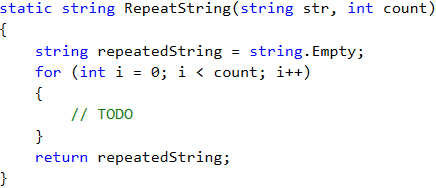 static string RepeatString(string str, int count)
{
    string repeatedString = string.Empty;
    for (int i = 0; i < count; i++)
    {
        // TODO
    }
    return repeatedString;
}